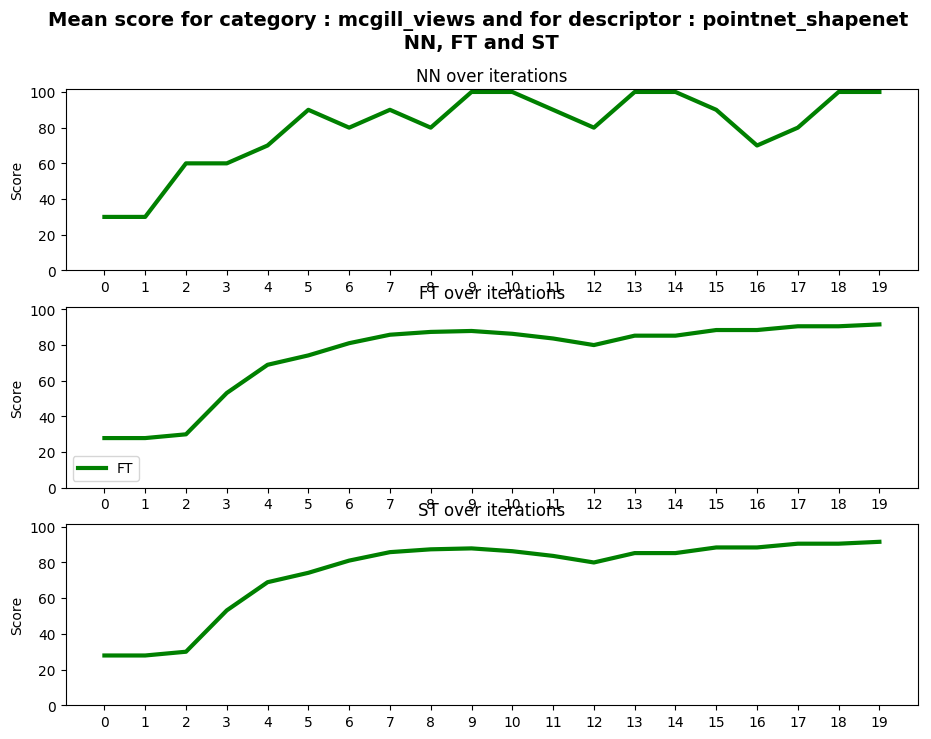 Mean score for category : mcgill_views and for descriptor : pointnet_shapenet
NN, FT and ST
NN over iterations
100
80
60
40
20
0
Score
0 1 2 3 4 5 6 7 8 9 10 11 12 13 14 15 16 17 18 19
FT over iterations
100
80
60
40
20
0
Score
FT
0 1 2 3 4 5 6 7 8 9 10 11 12 13 14 15 16 17 18 19
ST over iterations
100
80
60
40
20
0
Score
0 1 2 3 4 5 6 7 8 9 10 11 12 13 14 15 16 17 18 19